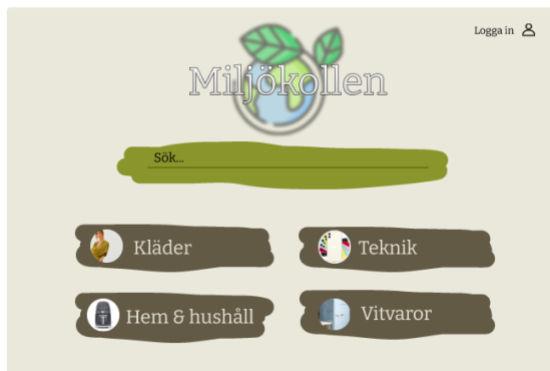 Logga in
Miljökollen
Sök...
Kläder
Teknik
Hem & hushåll
Vitvaror